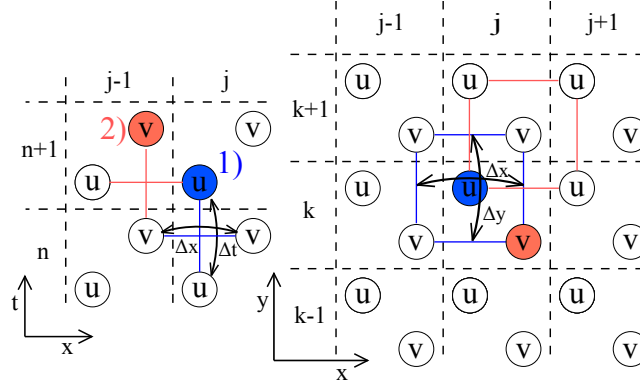 j-1 j
n+1
n
2) v v
u u 1)
v v
Δx Δt
u u
t
x
j-1 j j+1
k+1
k
k-1
u u u
v v v
Δx
u u u
Δy
v v v
u u u
v v v
y
x